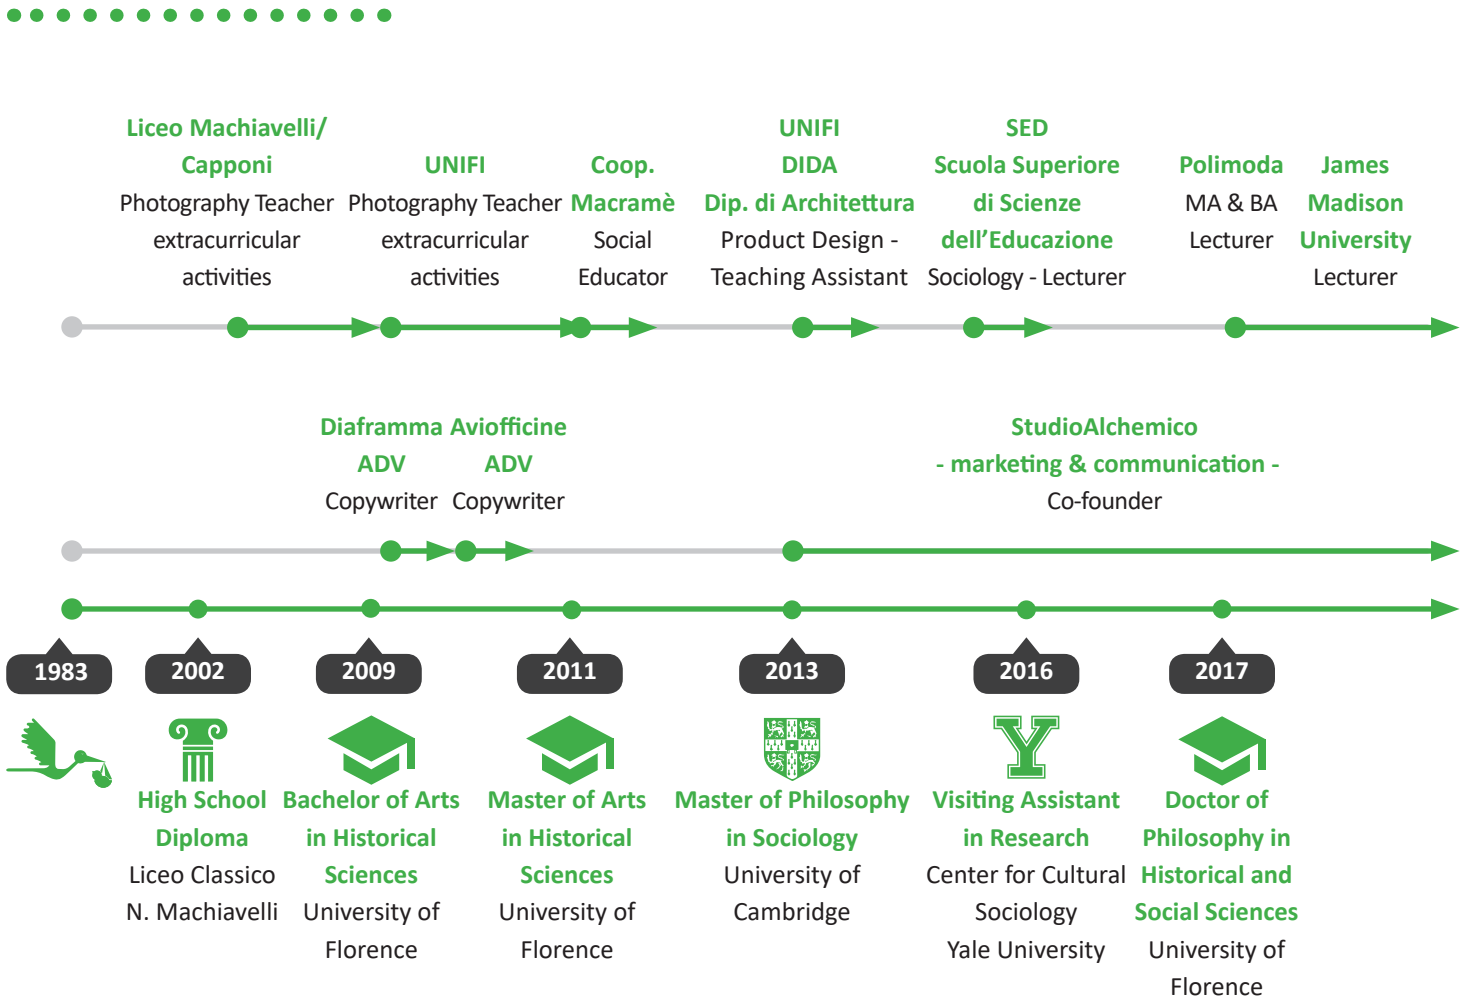 Liceo Machiavelli/
Capponi
Photography Teacher
extracurricular
activities
UNIFI
Photography Teacher
extracurricular
activities
Coop.
Macramè
Social
Educator
UNIFI
DIDA
Dip. di Architettura
Product Design -
Teaching Assistant
SED
Scuola Superiore
di Scienze
dell’Educazione
Sociology - Lecturer
Polimoda
MA & BA
Lecturer
James
Madison
University
Lecturer
Diaframma
ADV
Copywriter
Aviofficine
ADV
Copywriter
StudioAlchemico
- marketing & communication -
Co-founder
1983
2002
High School
Diploma
Liceo Classico
N. Machiavelli
2009
Bachelor of Arts
in Historical
Sciences
University of
Florence
2011
Master of Arts
in Historical
Sciences
University of
Florence
2013
Master of Philosophy
in Sociology
University of
Cambridge
2016
Y
Visiting Assistant
in Research
Center for Cultural
Sociology
Yale University
2017
Doctor of
Philosophy in
Historical and
Social Sciences
University of
Florence